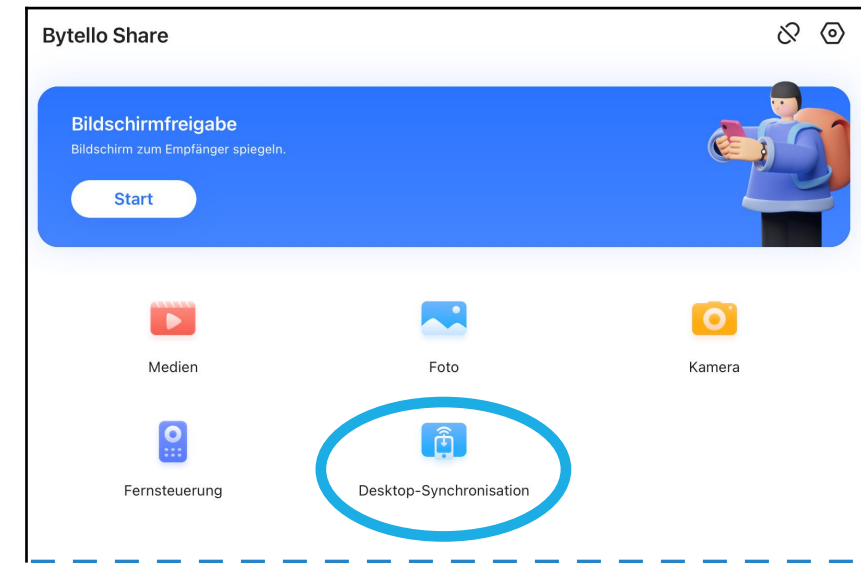 Bytello Share
Bildschirmfreigabe
Bildschirm zum Empfänger spiegeln.
Start
Medien
Foto
Kamera
Fernsteuerung
Desktop-Synchronisation